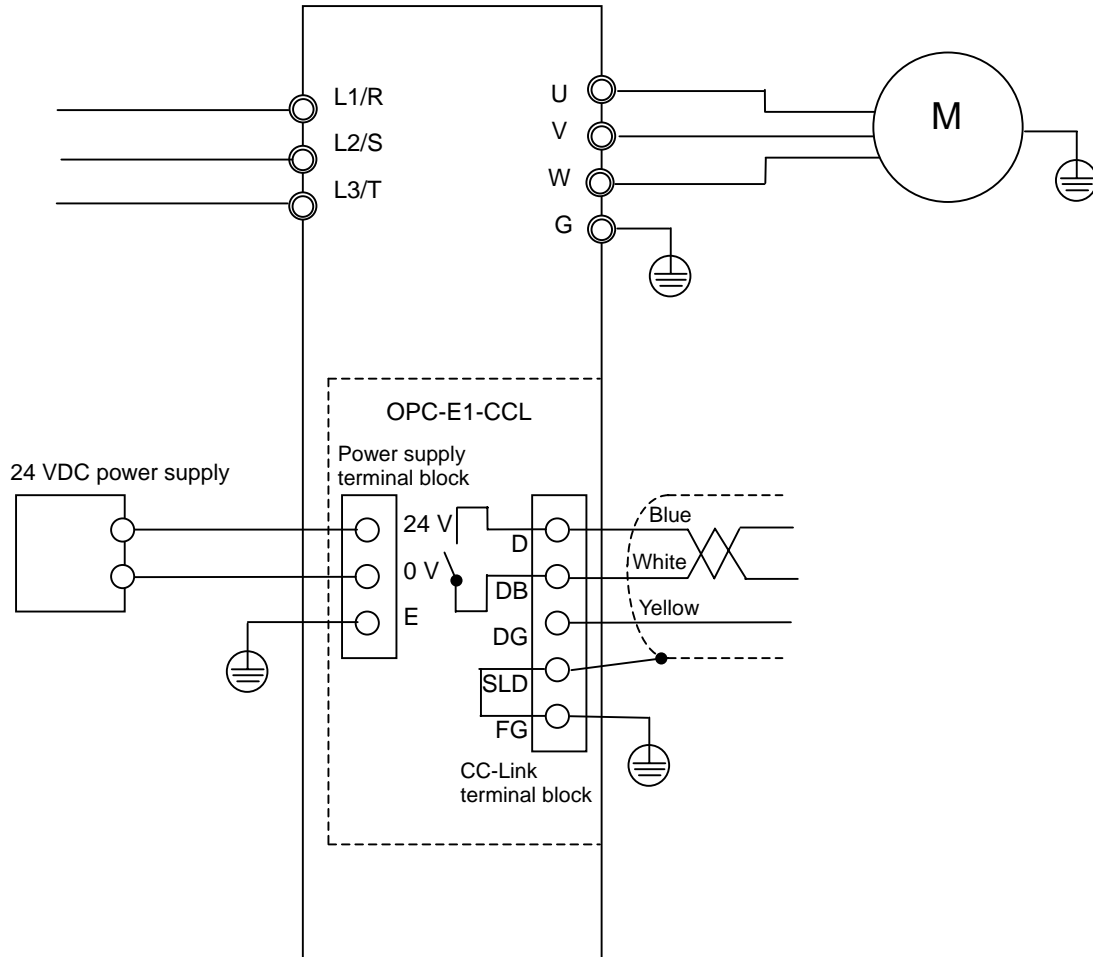 L1/R
L2/S
L3/T
U
V
W
G
M
OPC-E1-CCL
Power supply
terminal block
24 VDC power supply
24 V
0 V
E
D
DB
DG
SLD
FG
Blue
White
Yellow
CC-Link
terminal block